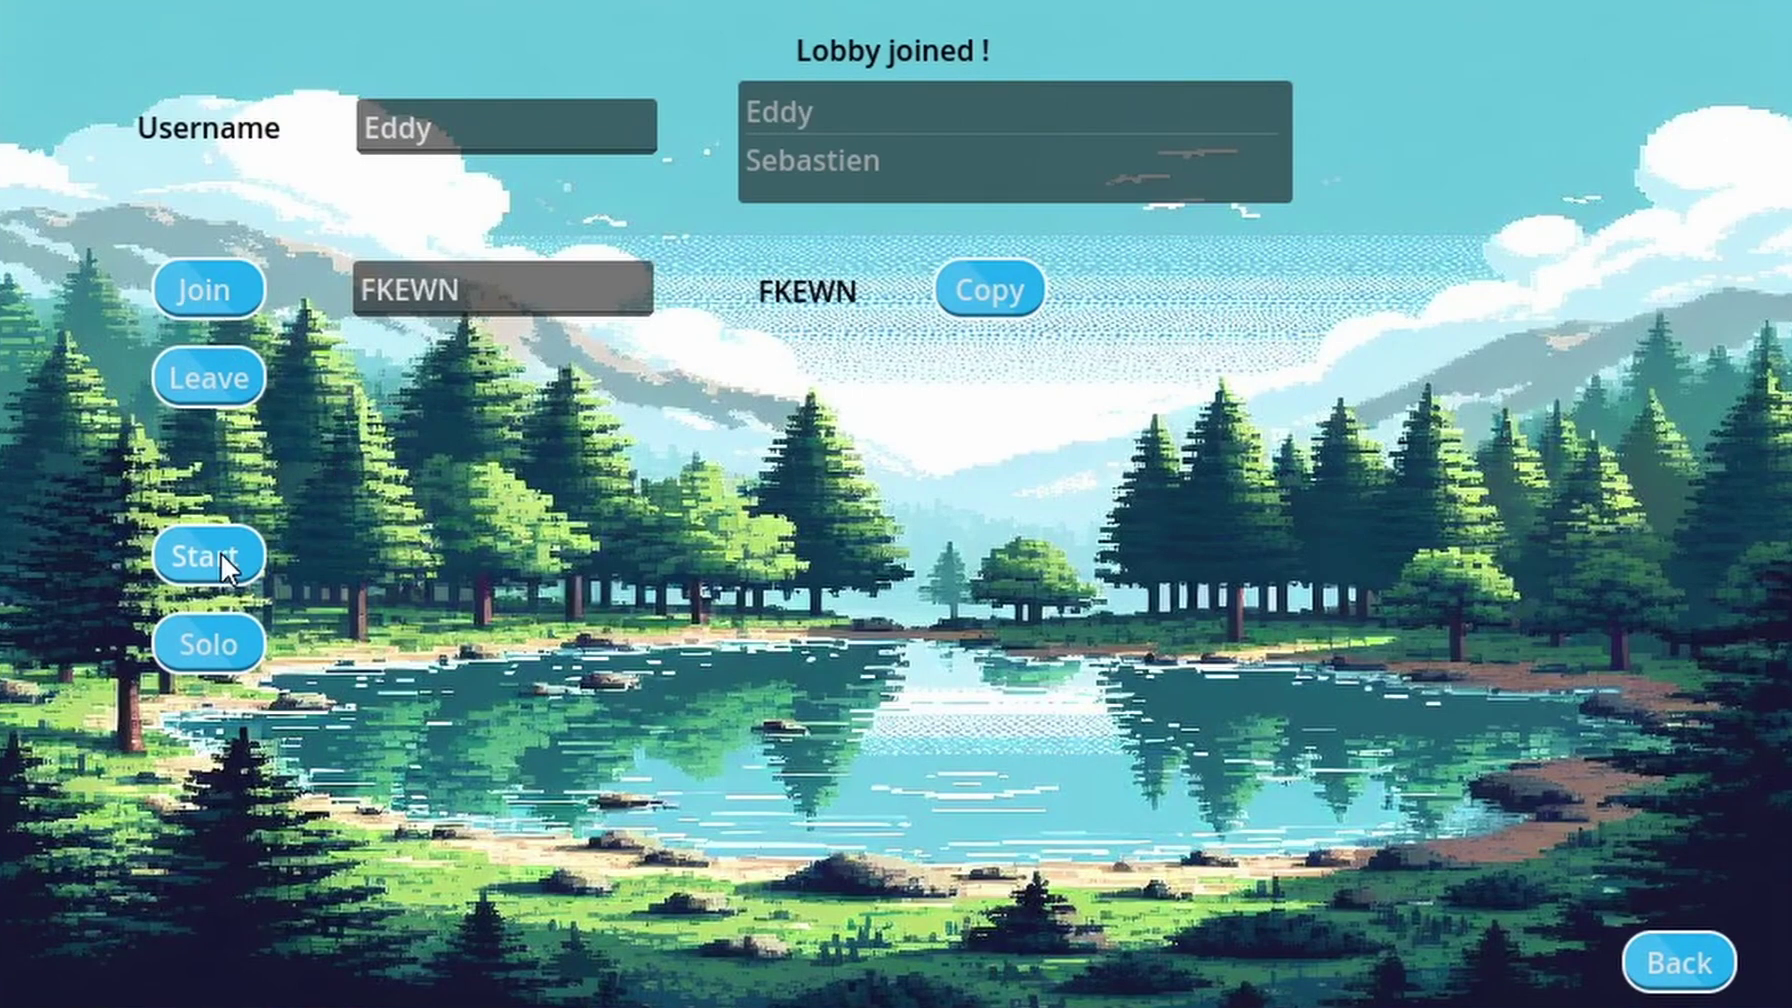 Lobby joined !
Username
Eddy
Eddy
Sebastien
Join
FKEWN
FKEWN
Copy
Leave
Start
Solo
Back